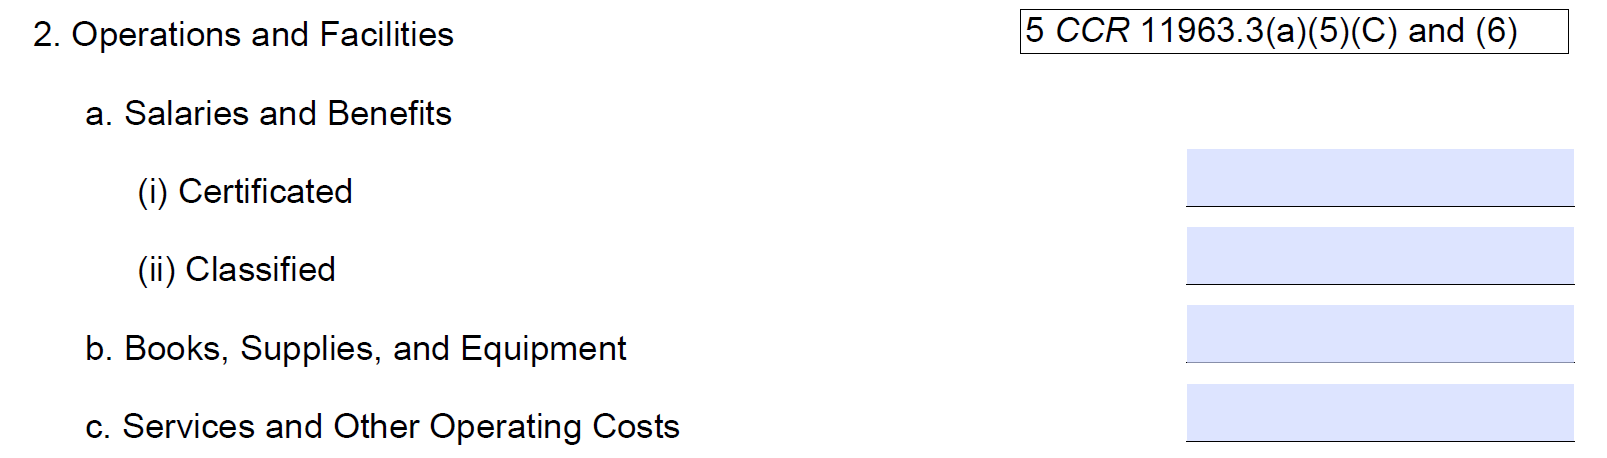 2. Operations and Facilities 5 CCR 11963.3(a)(5)(C) and (6)
a. Salaries and Benefits
(i) Certificated
(ii) Classified
b. Books, Supplies, and Equipment
c. Services and Other Operating Costs